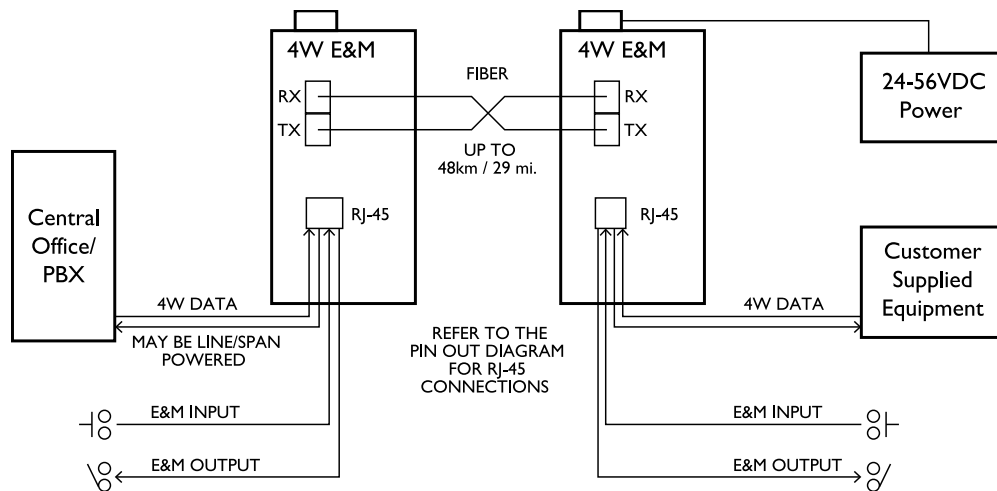 4W E&M
RX
TX
RJ-45
FIBER
UP TO
48km / 29 mi.
4W E&M
RX
TX
RJ-45
24-56VDC
Power
Central
Office/
PBX
4W DATA
MAY BE LINE/SPAN
POWERED
E&M INPUT
E&M OUTPUT
REFER TO THE
PIN OUT DIAGRAM
FOR RJ-45
CONNECTIONS
Customer
Supplied
Equipment
4W DATA
E&M INPUT
E&M OUTPUT